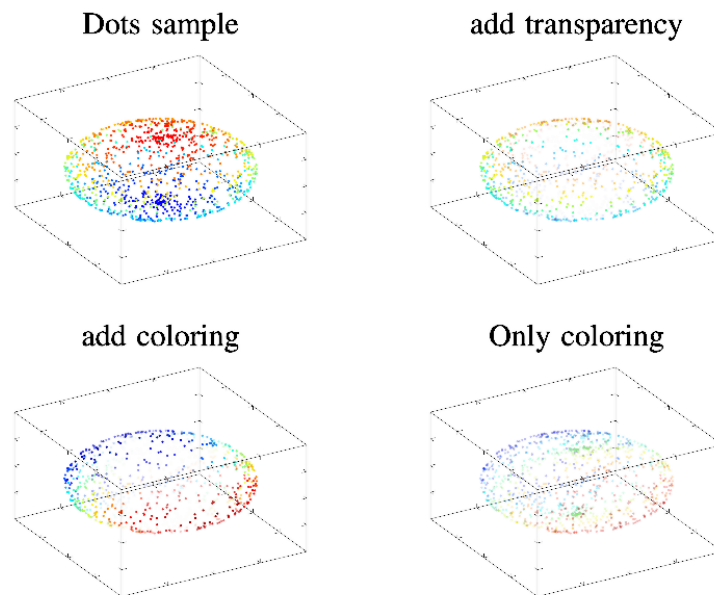 Dots sample
add transparency
add coloring
Only coloring